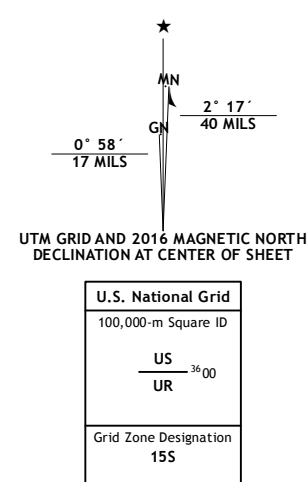 ★
MN
GN
2° 17´
40 MILS
0° 58´
17 MILS
UTM GRID AND 2016 MAGNETIC NORTH
DECLINATION AT CENTER OF SHEET
U.S. National Grid
100,000-m Square ID
US
3600
UR
Grid Zone Designation
15S